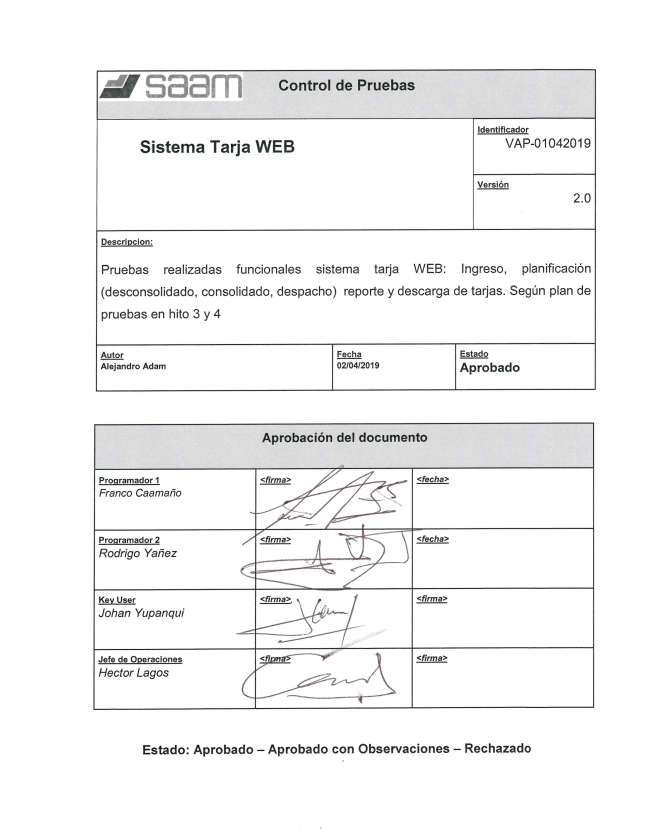 saam
Control de Pruebas
Sistema Tarja WEB
Identificador
VAP-01042019
Versión
2.0
Descripcion:
Pruebas realizadas funcionales sistema tarja WEB: Ingreso, planificación
(desconsolidado, consolidado, despacho) reporte y descarga de tarjas. Según plan de
pruebas en hito 3 y 4
Autor
Alejandro Adam
Fecha
02/04/2019
Estado
Aprobado
Aprobación del documento
Programador 1
Franco Caamaño
<firma>
<fecha>
Programador 2
Rodrigo Yañez
<firma>
<fecha>
Key User
Johan Yupanqui
<firma>
<firma>
Jefe de Operaciones
Hector Lagos
<firma>
<firma>
Estado: Aprobado – Aprobado con Observaciones – Rechazado